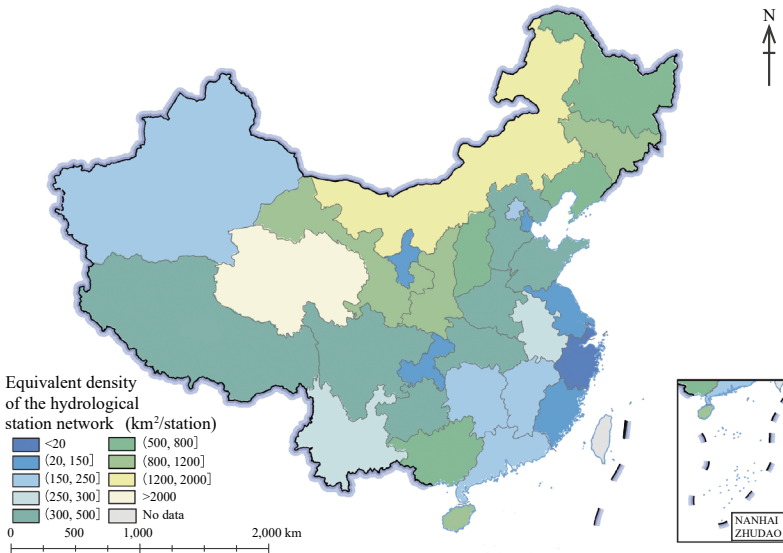 N
Equivalent density
of the hydrological
station network (km²/station)
<20
(20, 150]
(150, 250]
(250, 300]
(300, 500]
(500, 800]
(800, 1200]
(1200, 2000]
>2000
No data
0 500 1,000 2,000 km
NANHAI
ZHUDAO